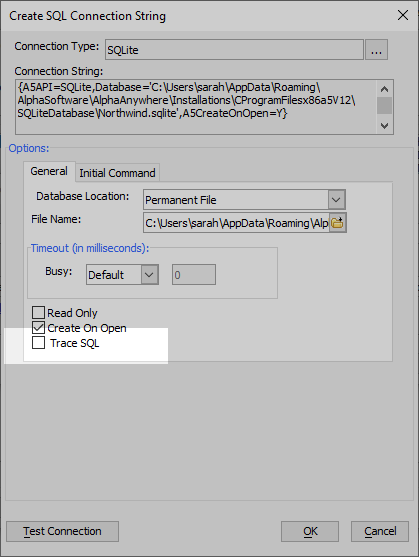 Create SQL Connection String
Connection Type: SQLite ...
Connection String:
{A5API=SQLite,Database='C:\Users\sarah\AppData\Roaming\
AlphaSoftware\AlphaAnywhere\Installations\CProgramFilesx86a5V12\
SQLiteDatabase\Northwind.sqlite',A5CreateOnOpen=Y}
Options:
General Initial Command
Database Location: Permanent File
File Name: C:\Users\sarah\AppData\Roaming\Alp
Timeout (in milliseconds):
Busy: Default 0
Read Only
Create On Open
Trace SQL
Test Connection OK Cancel